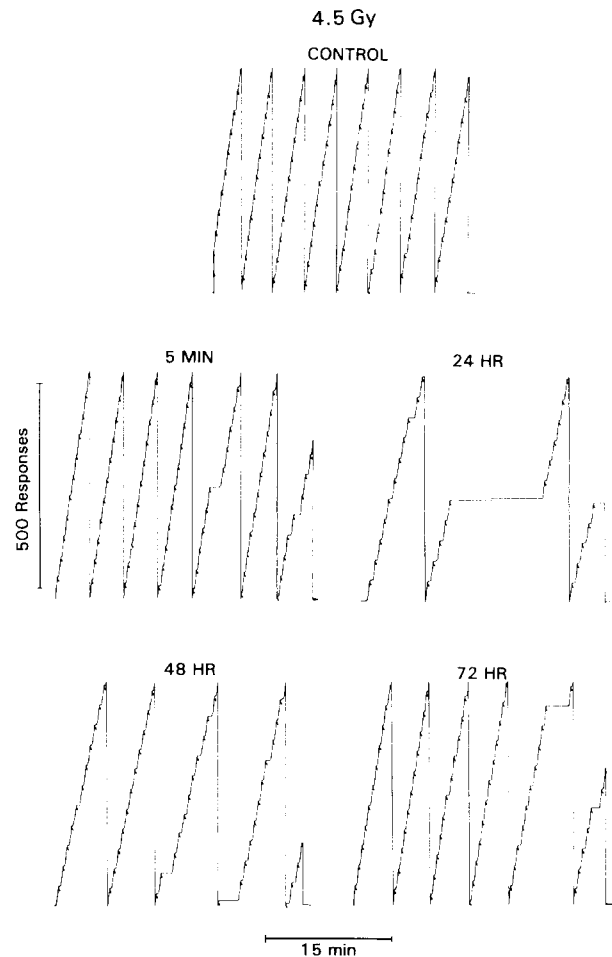 4.5 Gy
CONTROL
5 MIN
24 HR
500 Responses
48 HR
72 HR
15 min